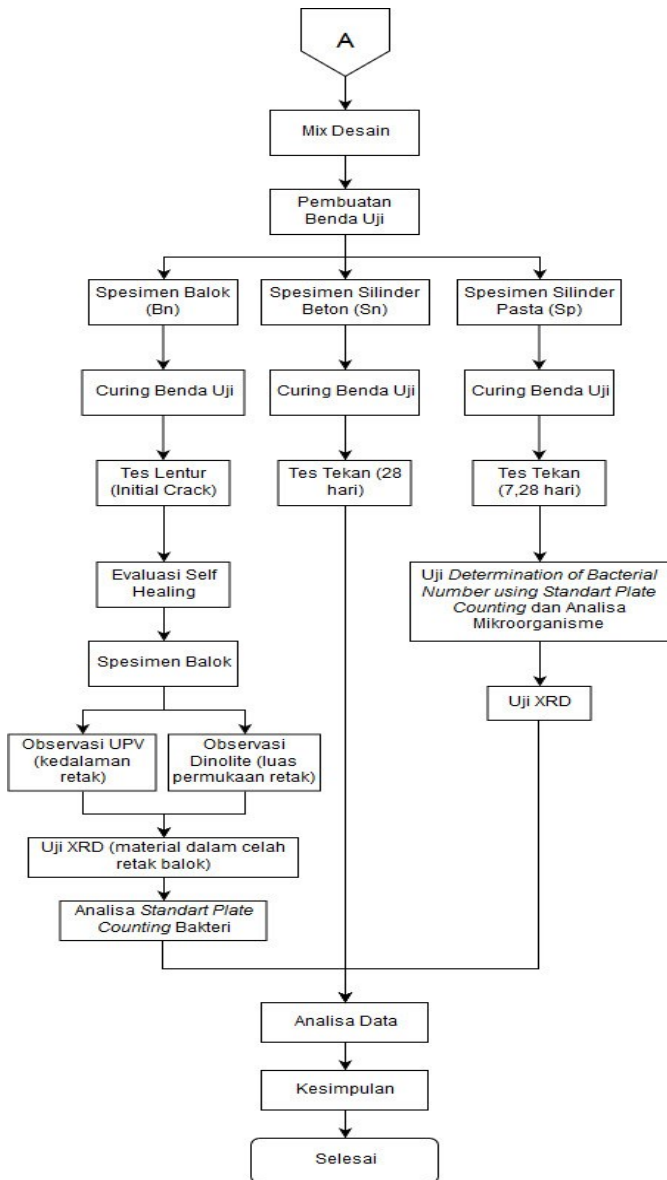 A
Mix Desain
Pembuatan
Benda Uji
Spesimen Balok
(Bn)
Spesimen Silinder
Beton (Sn)
Spesimen Silinder
Pasta (Sp)
Curing Benda Uji
Curing Benda Uji
Curing Benda Uji
Tes Lentur
(Initial Crack)
Tes Tekan (28
hari)
Tes Tekan
(7,28 hari)
Evaluasi Self
Healing
Uji Determination of Bacterial
Number using Standart Plate
Counting dan Analisa
Mikroorganisme
Spesimen Balok
Uji XRD
Observasi UPV
(kedalaman
retak)
Observasi
Dinolite (luas
permukaan retak)
Uji XRD (material dalam celah
retak balok)
Analisa Standart Plate
Counting Bakteri
Analisa Data
Kesimpulan
Selesai